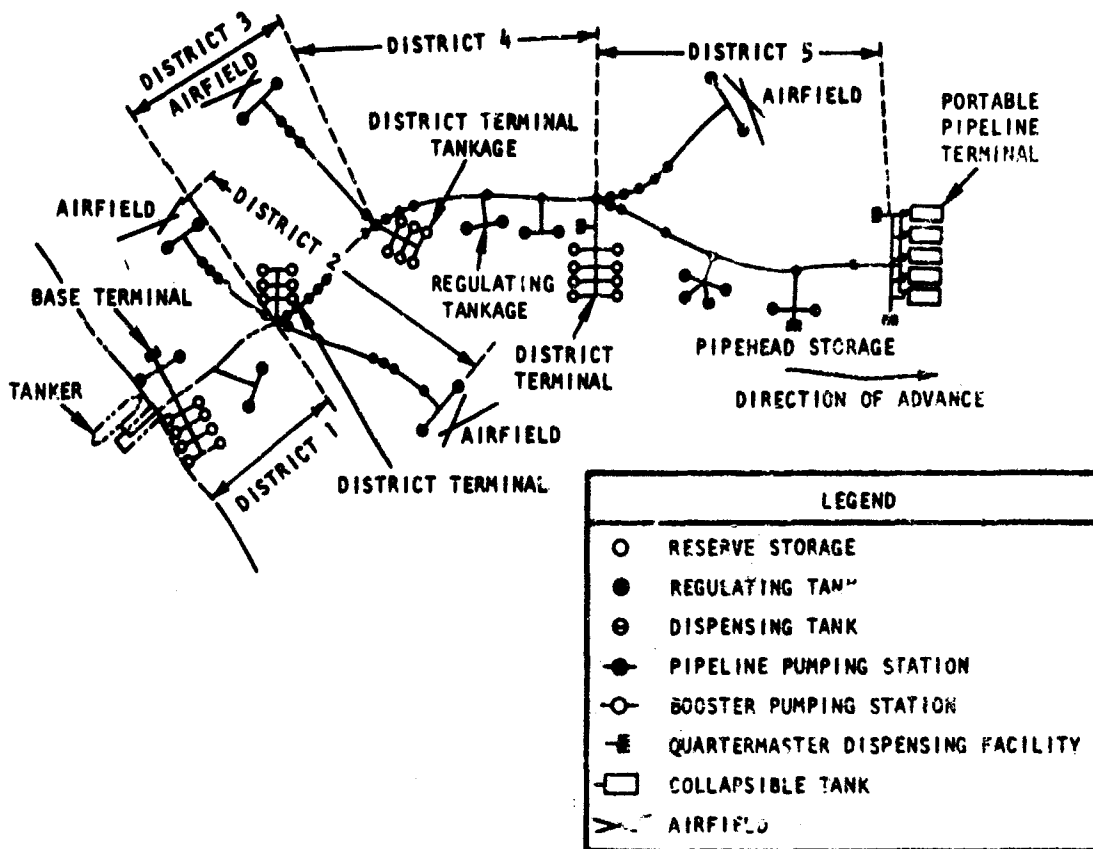 DISTRICT 3
DISTRICT 4
DISTRICT 5
AIRFIELD
AIRFIELD
PORTABLE
PIPELINE
TERMINAL
DISTRICT TERMINAL
TANKAGE
AIRFIELD
DISTRICT 2
BASE TERMINAL
REGULATING
TANKAGE
TANKER
DISTRICT
TERMINAL
PIPEHEAD STORAGE
DIRECTION OF ADVANCE
AIRFIELD
DISTRICT 1
DISTRICT TERMINAL
LEGEND
RESERVE STORAGE
REGULATING TANK
DISPENSING TANK
PIPELINE PUMPING STATION
BOOSTER PUMPING STATION
QUARTERMASTER DISPENSING FACILITY
COLLAPSIBLE TANK
AIRFIELD